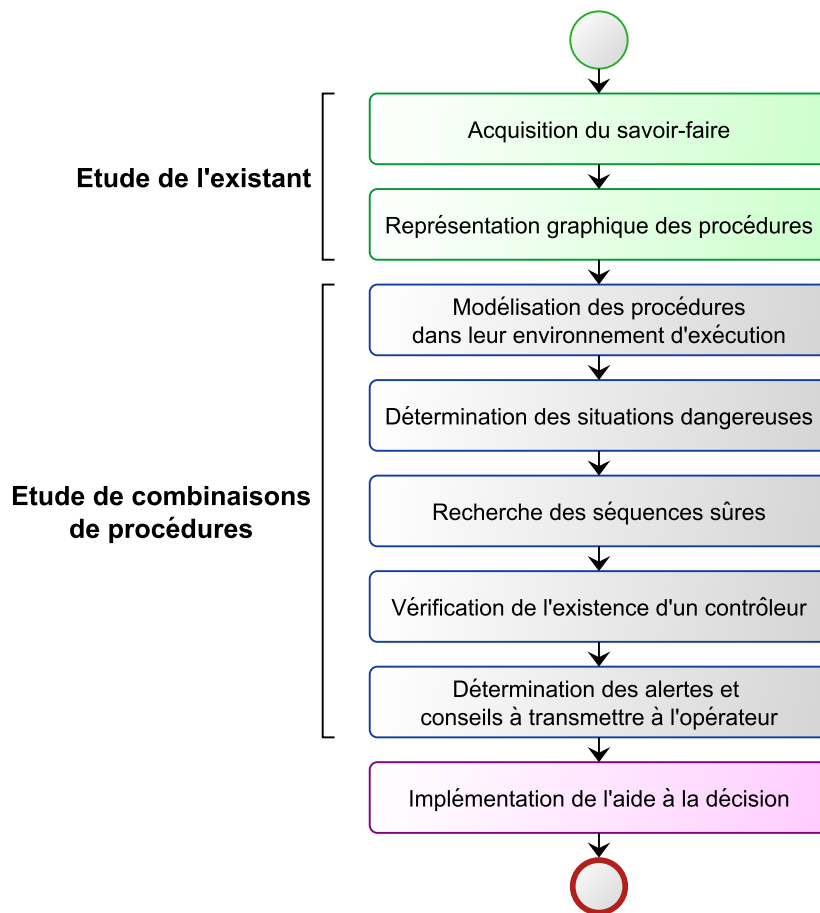 Acquisition du savoir-faire
Etude de l'existant
Représentation graphique des procédures
Modélisation des procédures
dans leur environnement d'exécution
Détermination des situations dangereuses
Etude de combinaisons
de procédures
Recherche des séquences sûres
Vérification de l'existence d'un contrôleur
Détermination des alertes et
conseils à transmettre à l'opérateur
Implémentation de l'aide à la décision